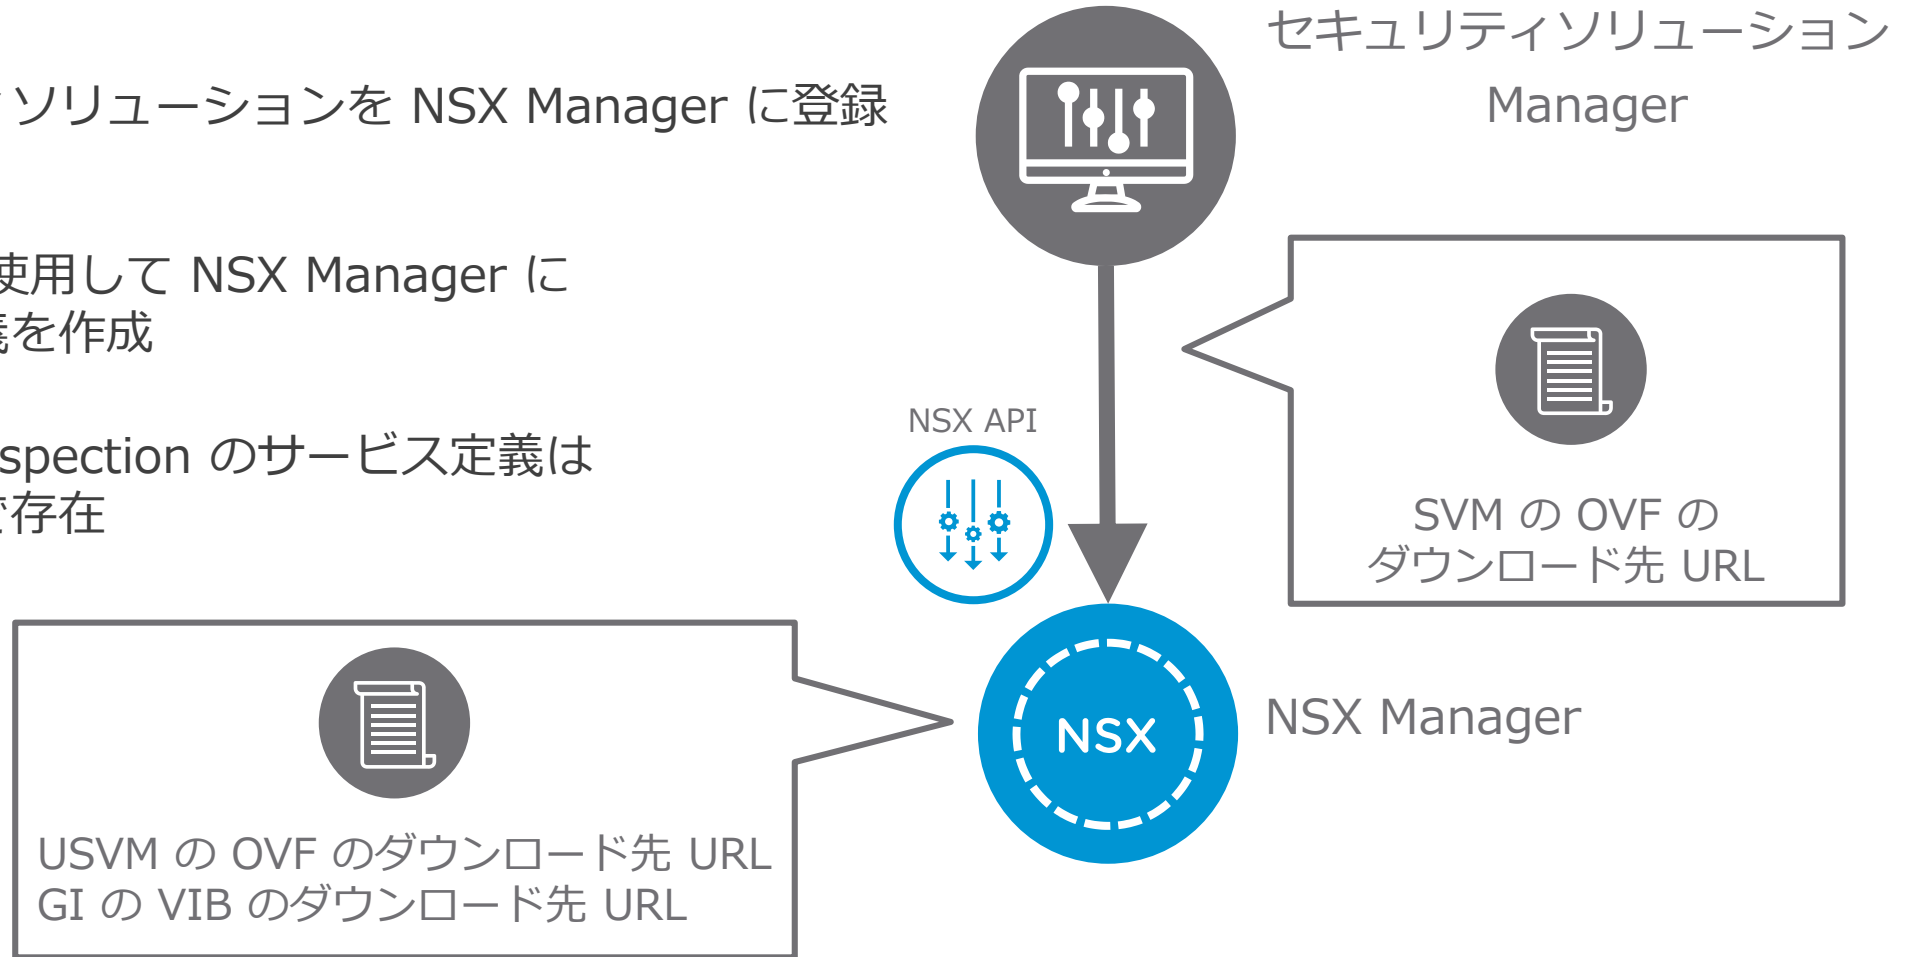 セキュリティソリューション
Manager
ソリューションを NSX Manager に登録
使用して NSX Manager に
義を作成
spection のサービス定義は
で存在
NSX API
SVM の OVF の
ダウンロード先 URL
NSX
NSX Manager
USVM の OVF のダウンロード先 URL
GI の VIB のダウンロード先 URL